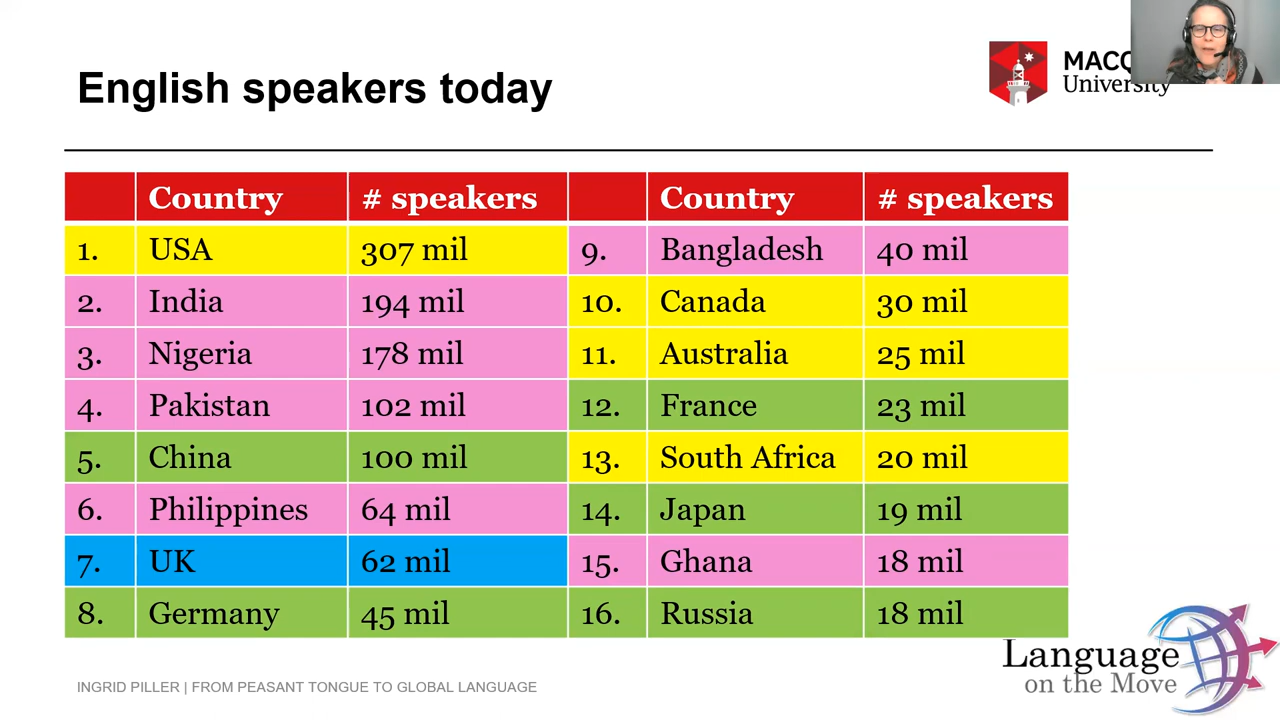 English speakers today
University
Country # speakers Country # speakers
1. USA 307 mil 9. Bangladesh 40 mil
2. India 194 mil 10. Canada 30 mil
3. Nigeria 178 mil 11. Australia 25 mil
4. Pakistan 102 mil 12. France 23 mil
5. China 100 mil 13. South Africa 20 mil
6. Philippines 64 mil 14. Japan 19 mil
7. UK 62 mil 15. Ghana 18 mil
8. Germany 45 mil 16. Russia 18 mil
Language
on the Move
INGRID PILLER | FROM PEASANT TONGUE TO GLOBAL LANGUAGE